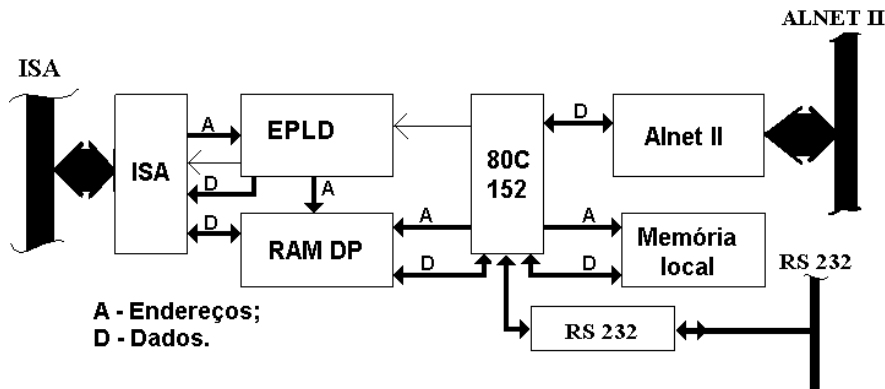 ALNET II
ISA
A
EPLD
D
80C
152
Alnet II
ISA
D
A
D
RAM DP
A
D
A
D
Memória
local
RS 232
A - Endereços;
D - Dados.
RS 232